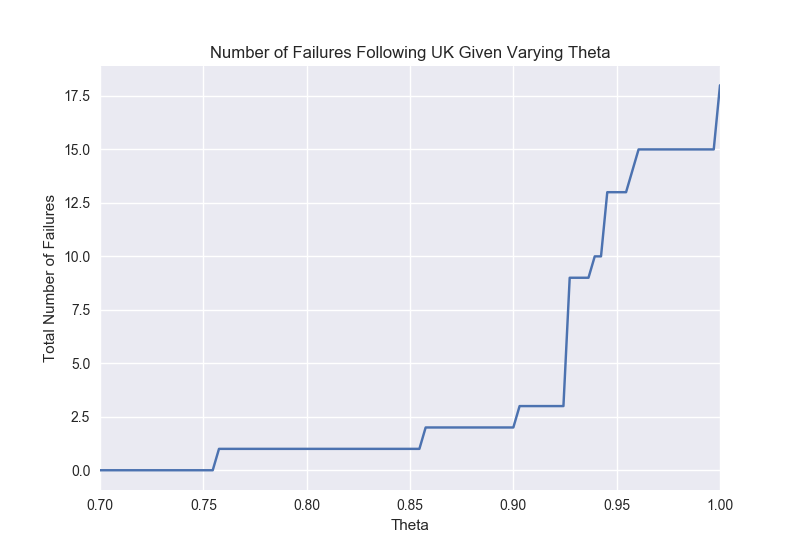 Number of Failures Following UK Given Varying Theta
17.5
15.0
12.5
10.0
7.5
5.0
2.5
0.0
Total Number of Failures
0.70 0.75 0.80 0.85 0.90 0.95 1.00
Theta